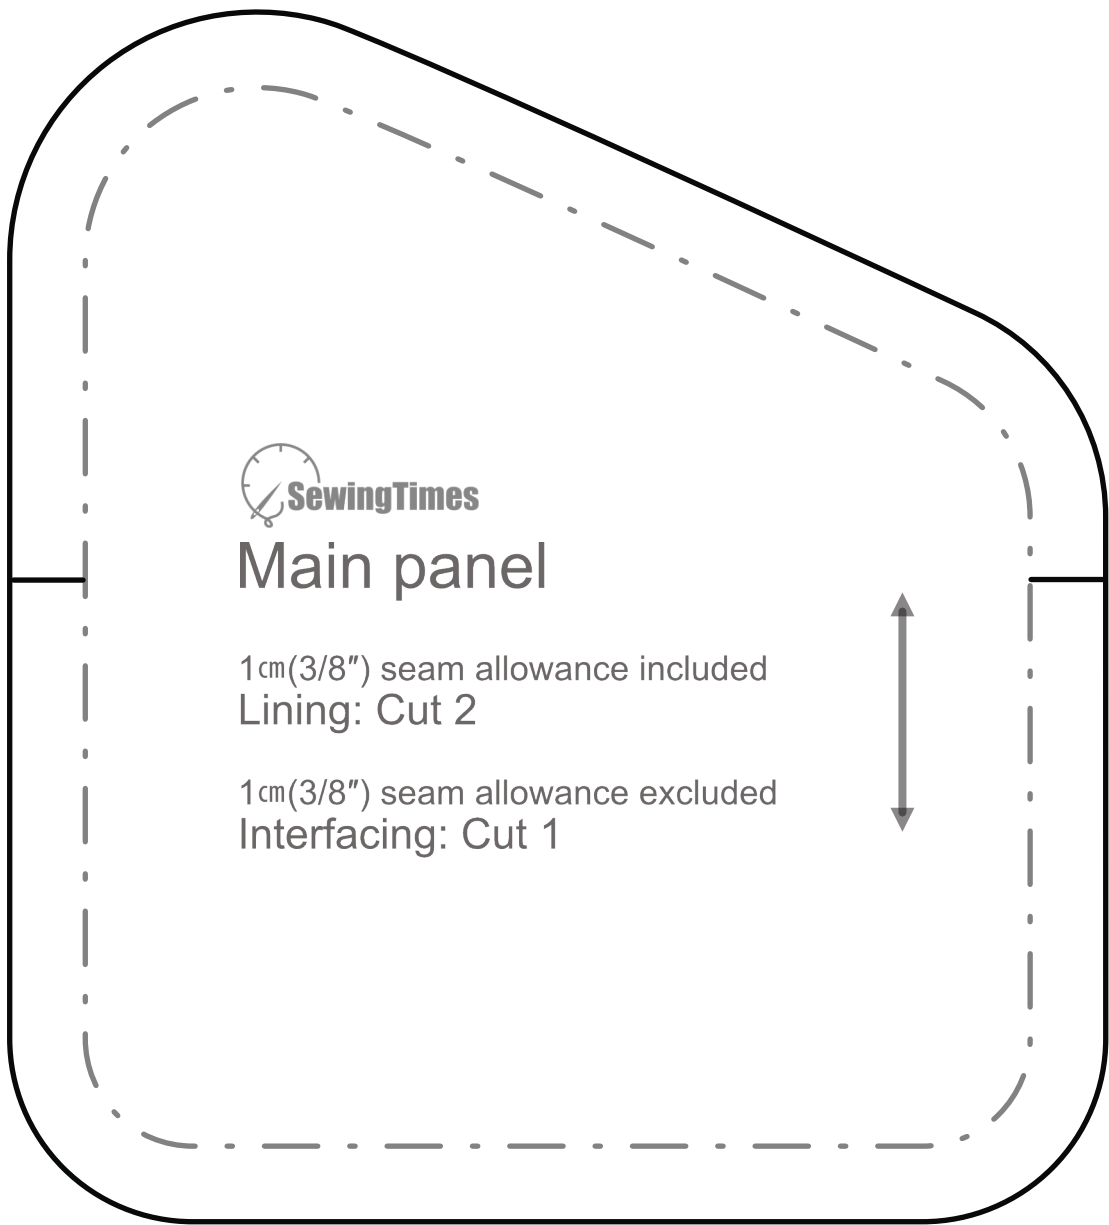 SewingTimes
Main panel
1㎝(3/8″) seam allowance included
Lining: Cut 2
1㎝(3/8″) seam allowance excluded
Interfacing: Cut 1